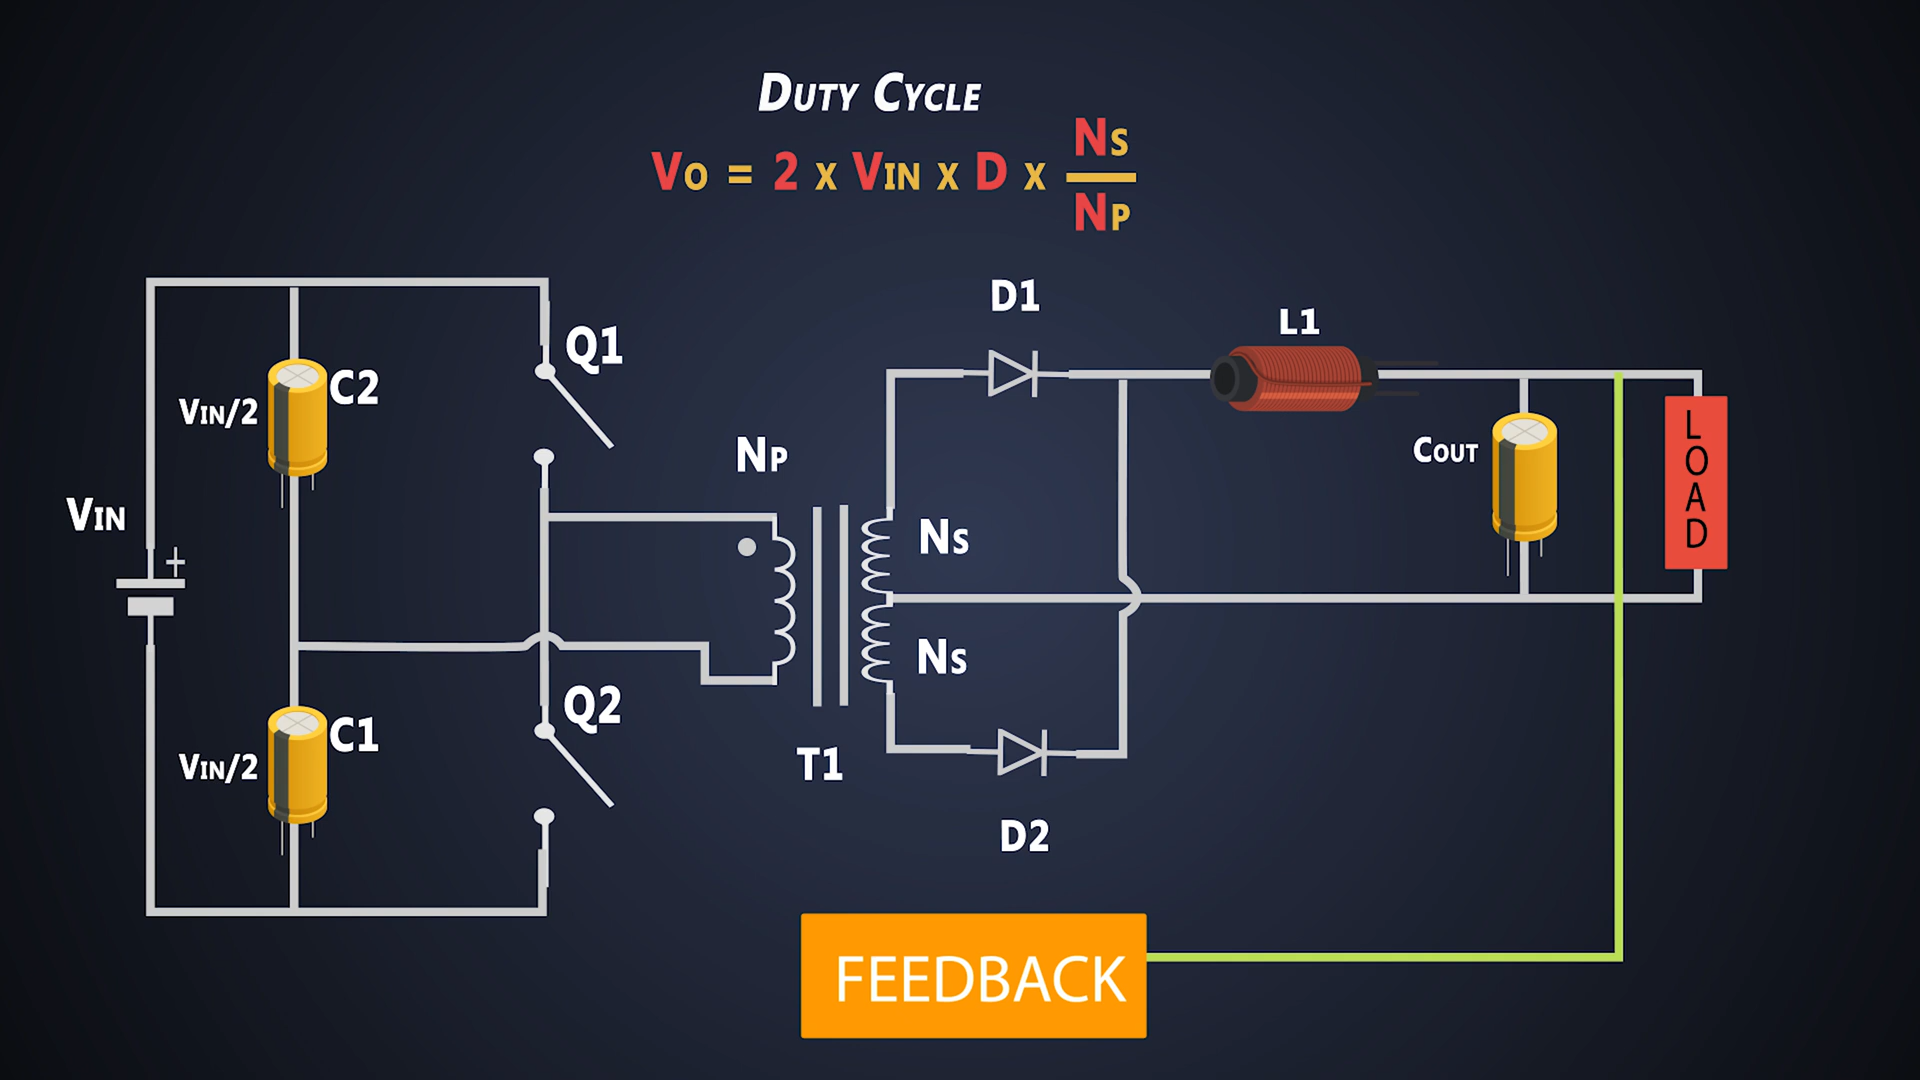 DUTY CYCLE
VO = 2 X VIN X D X NS
NP
D1
L1
Q1
C2
VIN/2
NP
COUT
LOAD
VIN
+
NS
NS
Q2
C1
VIN/2
T1
D2
FEEDBACK